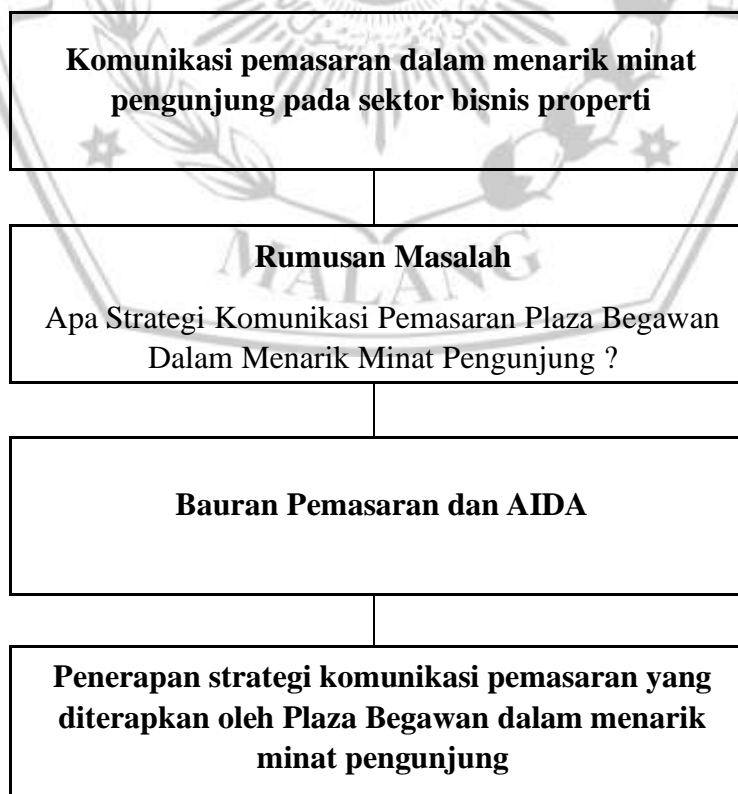 Komunikasi pemasaran dalam menarik minat
pengunjung pada sektor bisnis properti
MALANG
Rumusan Masalah
Apa Strategi Komunikasi Pemasaran Plaza Begawan
Dalam Menarik Minat Pengunjung ?
Bauran Pemasaran dan AIDA
Penerapan strategi komunikasi pemasaran yang
diterapkan oleh Plaza Begawan dalam menarik
minat pengunjung